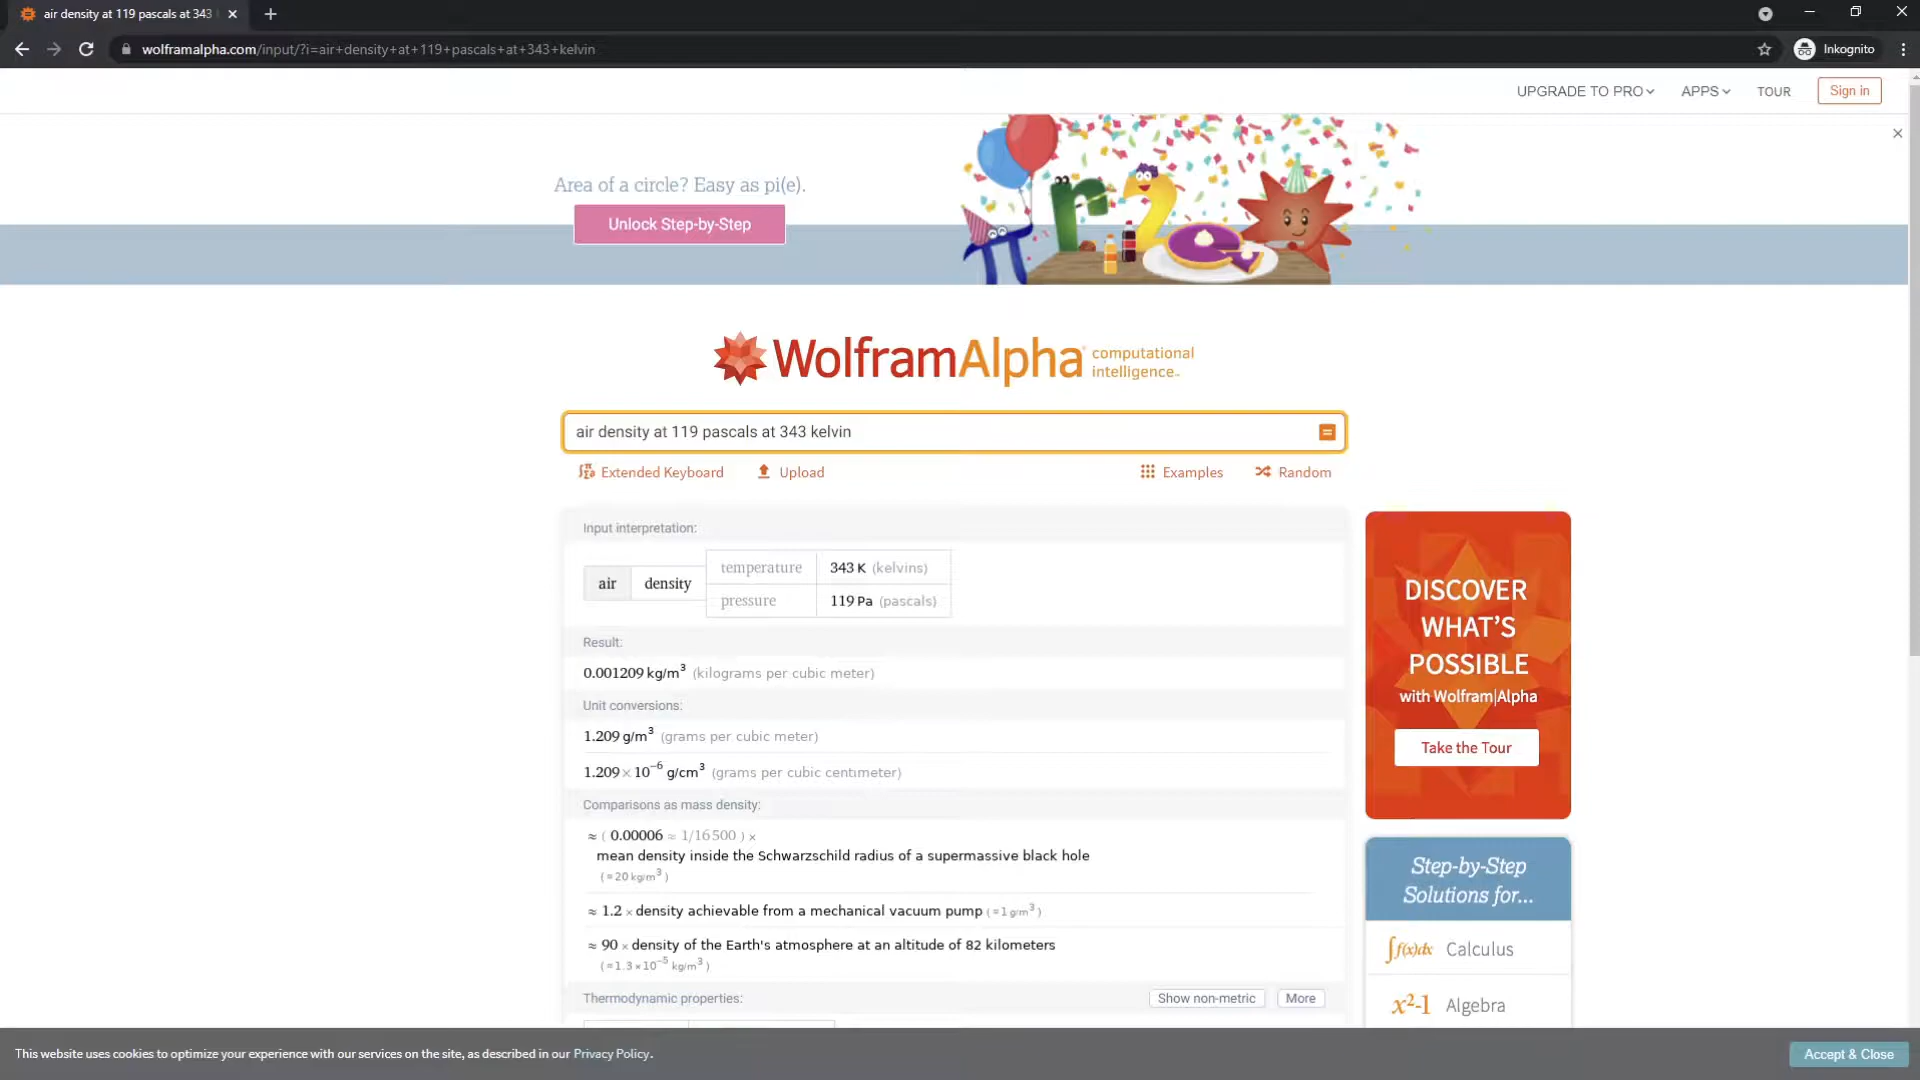 air density at 119 pascals at 343
wolframalpha.com/input/?i=air+density+at+119+pascals+at+343+kelvin
Inkognito
UPGRADE TO PRO
APPS
TOUR
Sign in
Area of a circle? Easy as pi(e).
Unlock Step-by-Step
π r 2
WolframAlpha computational intelligence™
air density at 119 pascals at 343 kelvin
Extended Keyboard
Upload
Examples
Random
Input interpretation:
air density
temperature 343 K (kelvins)
pressure 119 Pa (pascals)
Result:
0.001209 kg/m³ (kilograms per cubic meter)
Unit conversions:
1.209 g/m³ (grams per cubic meter)
1.209×10⁻⁶ g/cm³ (grams per cubic centimeter)
Comparisons as mass density:
≈ ( 0.00006 ≈ 1/16 500 ) ×
mean density inside the Schwarzschild radius of a supermassive black hole
( ≈ 20 kg/m³ )
≈ 1.2 × density achievable from a mechanical vacuum pump ( ≈ 1 g/m³ )
≈ 90 × density of the Earth's atmosphere at an altitude of 82 kilometers
( ≈ 1.3×10⁻⁵ kg/m³ )
Thermodynamic properties:
Show non-metric
More
DISCOVER
WHAT'S
POSSIBLE
with Wolfram|Alpha
Take the Tour
Step-by-Step
Solutions for...
∫f(x)dx Calculus
x²-1 Algebra
This website uses cookies to optimize your experience with our services on the site, as described in our Privacy Policy.
Accept & Close